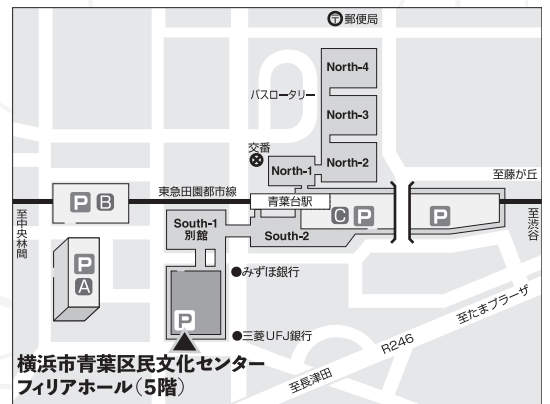 〒郵便局
North-4
バスロータリー
North-3
交番
North-2
North-1
至藤が丘
東急田園都市線
青葉台駅
P B
C P
P
South-1
別館
South-2
至中央林間
至渋谷
P
A
みずほ銀行
P
三菱UFJ銀行
至たまプラーザ
R246
至長津田
横浜市青葉区民文化センター
フィリアホール（5階）